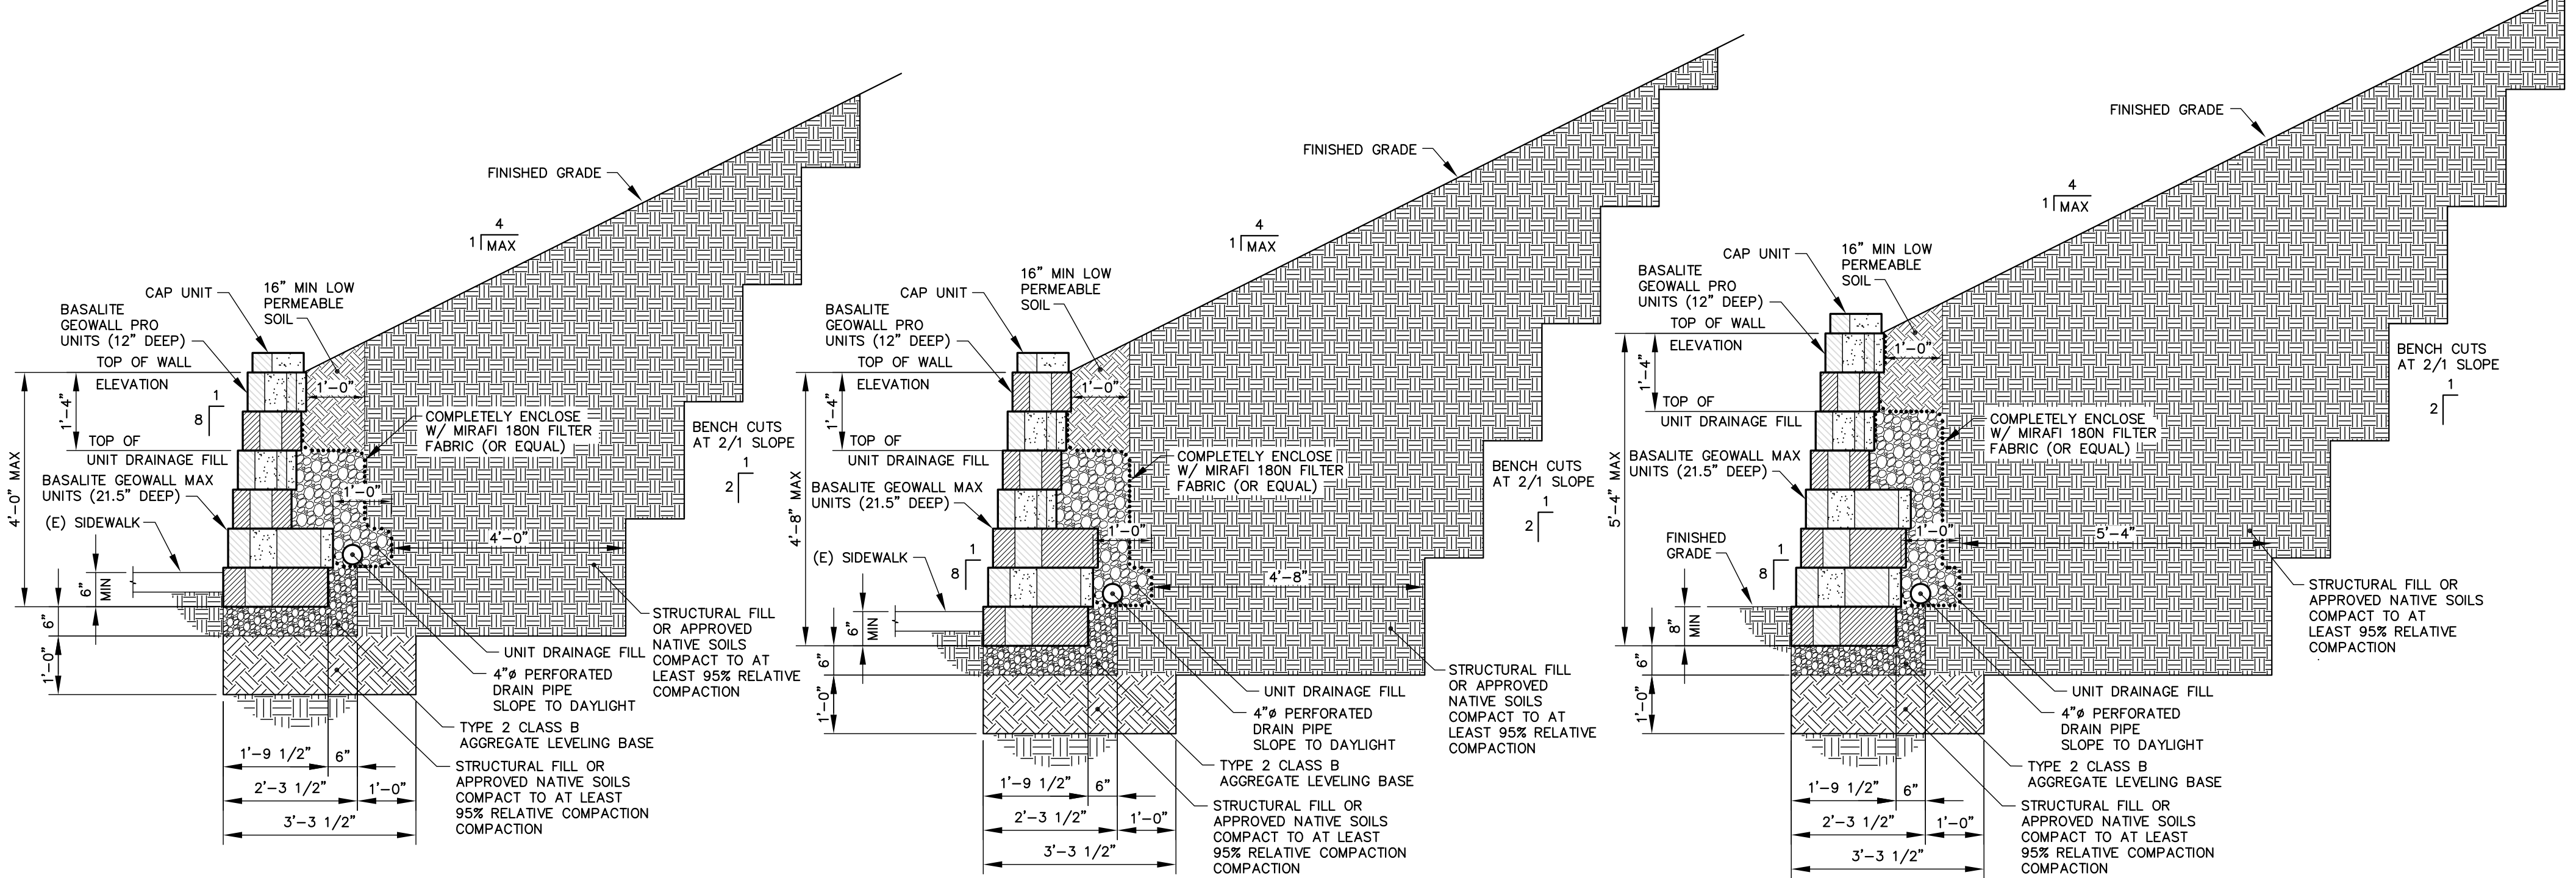 FINISHED GRADE
4
1 MAX
CAP UNIT
16" MIN LOW
PERMEABLE
SOIL
BASALITE
GEOWALL PRO
UNITS (12" DEEP)
TOP OF WALL
ELEVATION
1'-0"
1'-4"
1
8
COMPLETELY ENCLOSE
W/ MIRAFI 180N FILTER
FABRIC (OR EQUAL)
BENCH CUTS
AT 2/1 SLOPE
1
2
TOP OF
UNIT DRAINAGE FILL
BASALITE GEOWALL MAX
UNITS (21.5" DEEP)
1'-0"
4'-0" MAX
(E) SIDEWALK
4'-0"
6"
MIN
6"
1'-0"
STRUCTURAL FILL
OR APPROVED
NATIVE SOILS
COMPACT TO AT
LEAST 95% RELATIVE
COMPACTION
UNIT DRAINAGE FILL
4"ø PERFORATED
DRAIN PIPE
SLOPE TO DAYLIGHT
TYPE 2 CLASS B
AGGREGATE LEVELING BASE
1'-9 1/2"
6"
2'-3 1/2"
1'-0"
3'-3 1/2"
STRUCTURAL FILL OR
APPROVED NATIVE SOILS
COMPACT TO AT LEAST
95% RELATIVE COMPACTION
COMPACTION
FINISHED GRADE
4
1 MAX
16" MIN LOW
PERMEABLE
SOIL
CAP UNIT
BASALITE
GEOWALL PRO
UNITS (12" DEEP)
TOP OF WALL
ELEVATION
1'-0"
1'-4"
TOP OF
UNIT DRAINAGE FILL
COMPLETELY ENCLOSE
W/ MIRAFI 180N FILTER
FABRIC (OR EQUAL)
BENCH CUTS
AT 2/1 SLOPE
1
2
BASALITE GEOWALL MAX
UNITS (21.5" DEEP)
4'-8" MAX
1'-0"
(E) SIDEWALK
1
8
4'-8"
6"
MIN
6"
1'-0"
STRUCTURAL FILL
OR APPROVED
NATIVE SOILS
COMPACT TO AT
LEAST 95% RELATIVE
COMPACTION
UNIT DRAINAGE FILL
4"ø PERFORATED
DRAIN PIPE
SLOPE TO DAYLIGHT
TYPE 2 CLASS B
AGGREGATE LEVELING BASE
1'-9 1/2"
6"
2'-3 1/2"
1'-0"
3'-3 1/2"
STRUCTURAL FILL OR
APPROVED NATIVE SOILS
COMPACT TO AT LEAST
95% RELATIVE COMPACTION
COMPACTION
FINISHED GRADE
4
1 MAX
CAP UNIT
16" MIN LOW
PERMEABLE
SOIL
BASALITE
GEOWALL PRO
UNITS (12" DEEP)
TOP OF WALL
ELEVATION
1'-0"
1'-4"
BENCH CUTS
AT 2/1 SLOPE
1
2
TOP OF
UNIT DRAINAGE FILL
COMPLETELY ENCLOSE
W/ MIRAFI 180N FILTER
FABRIC (OR EQUAL)
BASALITE GEOWALL MAX
UNITS (21.5" DEEP)
5'-4" MAX
1'-0"
5'-4"
FINISHED
GRADE
1
8
8"
MIN
6"
1'-0"
STRUCTURAL FILL OR
APPROVED NATIVE SOILS
COMPACT TO AT
LEAST 95% RELATIVE
COMPACTION
UNIT DRAINAGE FILL
4"ø PERFORATED
DRAIN PIPE
SLOPE TO DAYLIGHT
TYPE 2 CLASS B
AGGREGATE LEVELING BASE
1'-9 1/2"
6"
2'-3 1/2"
1'-0"
3'-3 1/2"
STRUCTURAL FILL OR
APPROVED NATIVE SOILS
COMPACT TO AT LEAST
95% RELATIVE COMPACTION
COMPACTION